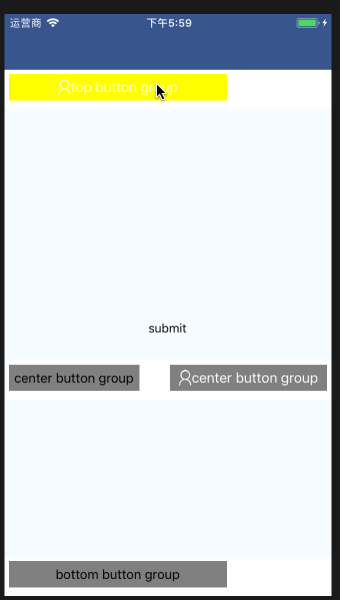 运营商 下午5:59
top button group
submit
center button group center button group
bottom button group